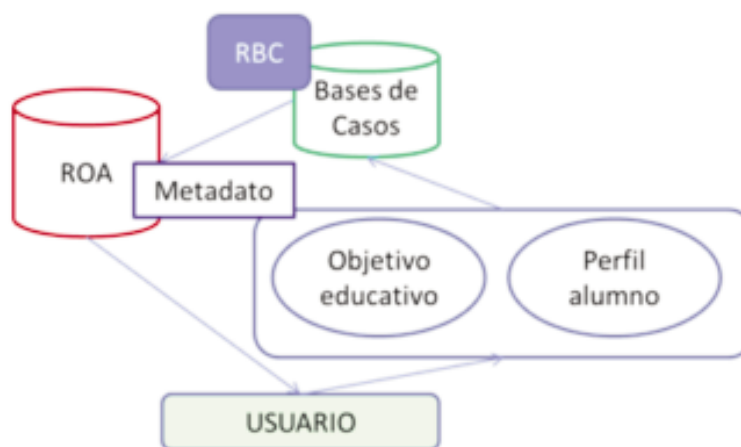 RBC
Bases de
Casos
ROA
Metadato
Objetivo
educativo
Perfil
alumno
USUARIO